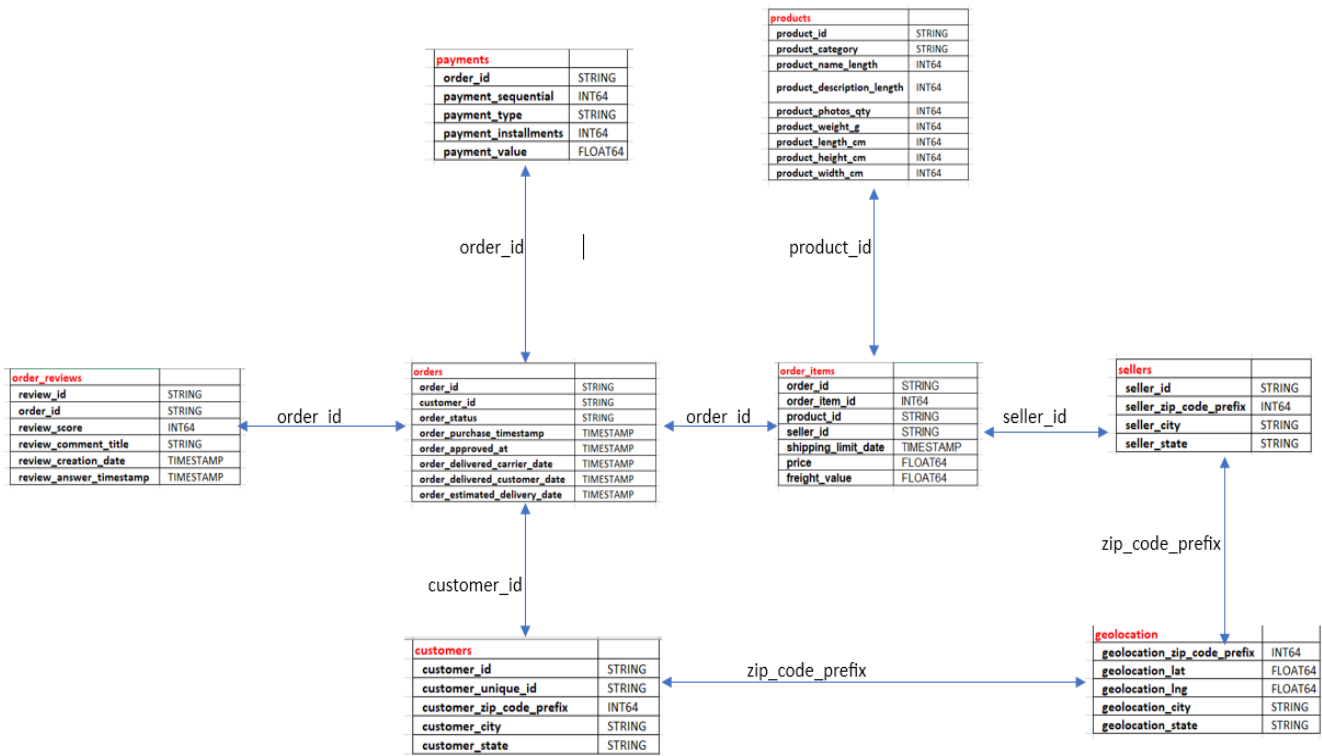 payments
order_id STRING
payment_sequential INT64
payment_type STRING
payment_installments INT64
payment_value FLOAT64
products
product_id STRING
product_category STRING
product_name_length INT64
product_description_length INT64
product_photos_qty INT64
product_weight_g INT64
product_length_cm INT64
product_height_cm INT64
product_width_cm INT64
order_id
product_id
order_reviews
review_id STRING
order_id STRING
review_score INT64
review_comment_title STRING
review_creation_date TIMESTAMP
review_answer_timestamp TIMESTAMP
order_id
orders
order_id STRING
customer_id STRING
order_status STRING
order_purchase_timestamp TIMESTAMP
order_approved_at TIMESTAMP
order_delivered_carrier_date TIMESTAMP
order_delivered_customer_date TIMESTAMP
order_estimated_delivery_date TIMESTAMP
order_id
order_items
order_id STRING
order_item_id INT64
product_id STRING
seller_id STRING
shipping_limit_date TIMESTAMP
price FLOAT64
freight_value FLOAT64
seller_id
sellers
seller_id STRING
seller_zip_code_prefix INT64
seller_city STRING
seller_state STRING
customer_id
zip_code_prefix
customers
customer_id STRING
customer_unique_id STRING
customer_zip_code_prefix INT64
customer_city STRING
customer_state STRING
zip_code_prefix
geolocation
geolocation_zip_code_prefix INT64
geolocation_lat FLOAT64
geolocation_lng FLOAT64
geolocation_city STRING
geolocation_state STRING